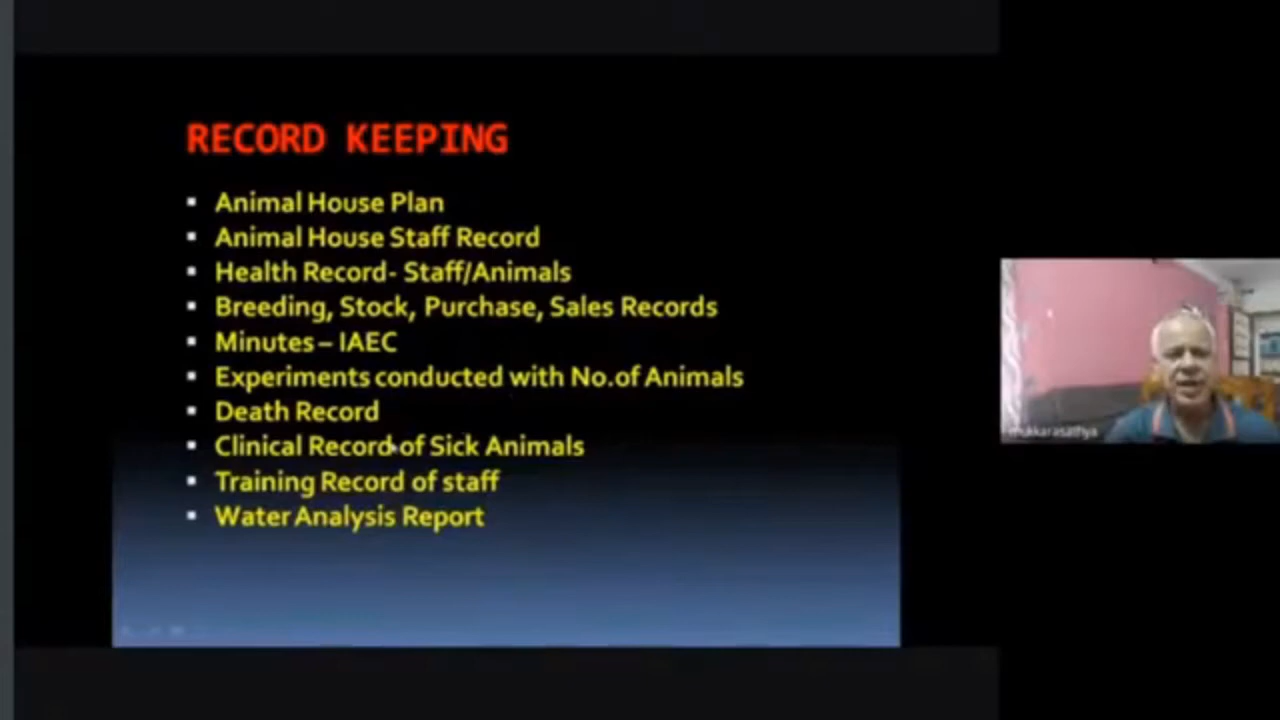 RECORD KEEPING
▪ Animal House Plan
▪ Animal House Staff Record
▪ Health Record- Staff/Animals
▪ Breeding, Stock, Purchase, Sales Records
▪ Minutes – IAEC
▪ Experiments conducted with No.of Animals
▪ Death Record
▪ Clinical Record of Sick Animals
▪ Training Record of staff
▪ Water Analysis Report